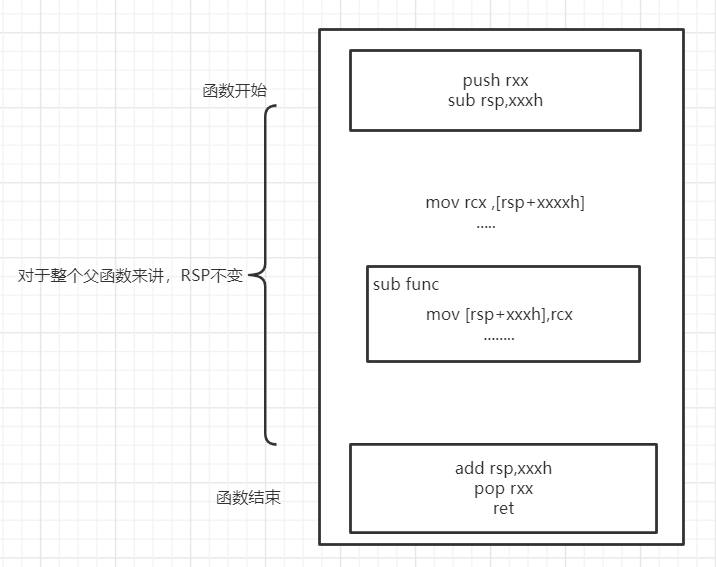 函数开始
push rxx
sub rsp,xxxh
mov rcx ,[rsp+xxxxh]
.....
对于整个父函数来讲，RSP不变
sub func
mov [rsp+xxxh],rcx
........
函数结束
add rsp,xxxh
pop rxx
ret